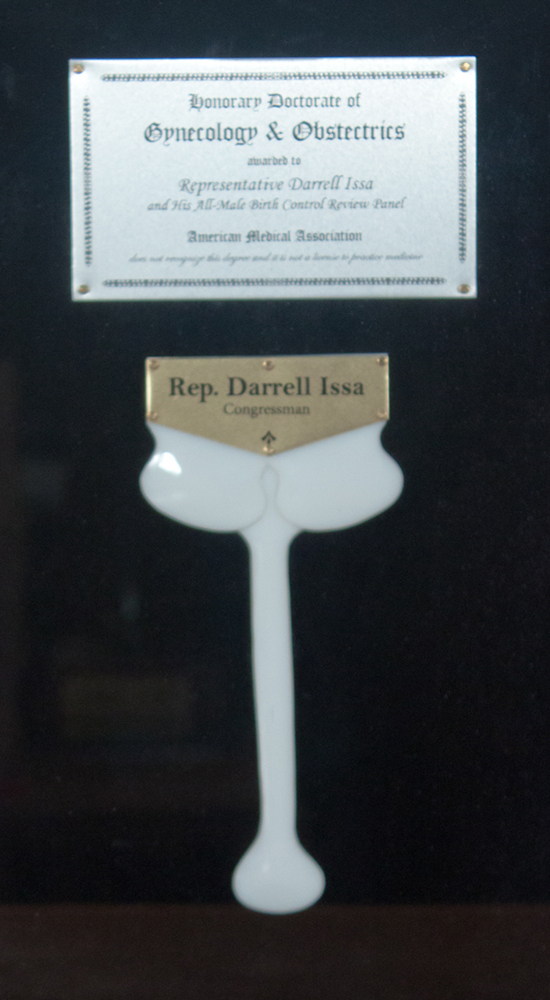 Honorary Doctorate of
Gynecology & Obstectrics
awarded to
Representative Darrell Issa
and His All-Male Birth Control Review Panel
American Medical Association
does not recognize this degree and it is not a license to practice medicine
Rep. Darrell Issa
Congressman